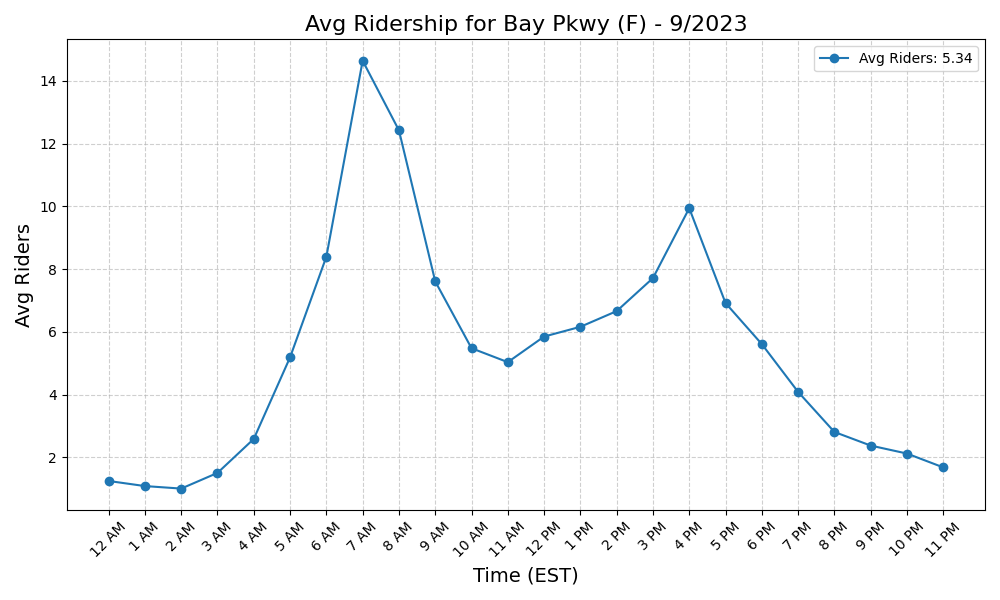 Avg Ridership for Bay Pkwy (F) - 9/2023
Avg Riders: 5.34
Avg Riders
14
12
10
8
6
4
2
12 AM
1 AM
2 AM
3 AM
4 AM
5 AM
6 AM
7 AM
8 AM
9 AM
10 AM
11 AM
12 PM
1 PM
2 PM
3 PM
4 PM
5 PM
6 PM
7 PM
8 PM
9 PM
10 PM
11 PM
Time (EST)